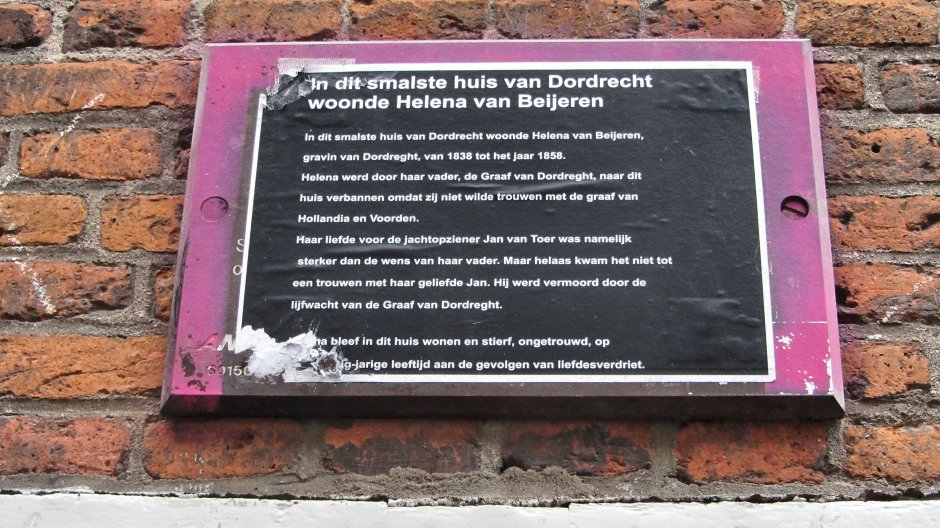 In dit smalste huis van Dordrecht
woonde Helena van Beijeren
In dit smalste huis van Dordrecht woonde Helena van Beijeren,
gravin van Dordreght, van 1838 tot het jaar 1858.
Helena werd door haar vader, de Graaf van Dordreght, naar dit
huis verbannen omdat zij niet wilde trouwen met de graaf van
Hollandia en Voorden.
Haar liefde voor de jachtopziener Jan van Toer was namelijk
sterker dan de wens van haar vader. Maar helaas kwam het niet tot
een trouwen met haar geliefde Jan. Hij werd vermoord door de
lijfwacht van de Graaf van Dordreght.
bleef in dit huis wonen en stierf, ongetrouwd, op
-jarige leeftijd aan de gevolgen van liefdesverdriet.